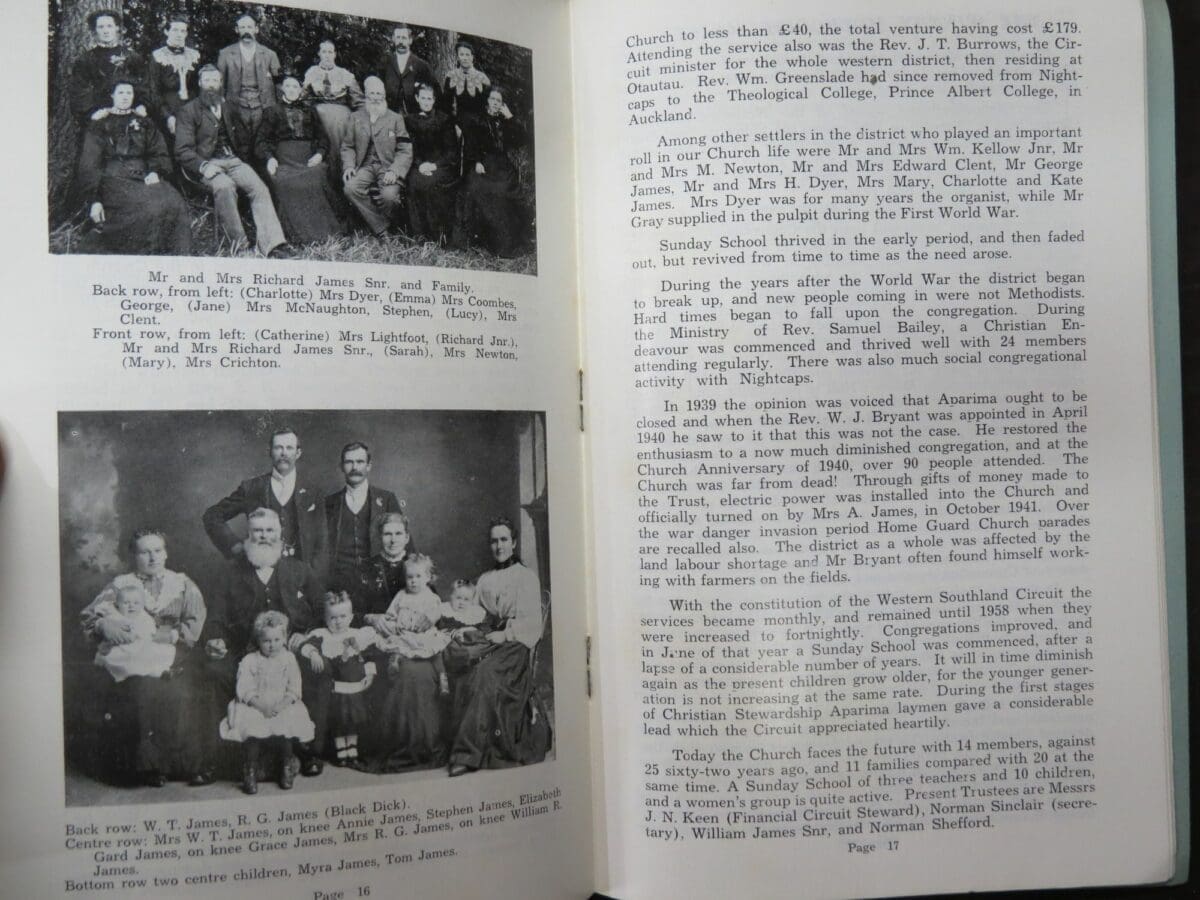 Mr and Mrs Richard James Snr. and Family.
Back row, from left: (Charlotte) Mrs Dyer, (Emma) Mrs Coombes,
George, (Jane) Mrs McNaughton, Stephen, (Lucy), Mrs
Clent.
Front row, from left: (Catherine) Mrs Lightfoot, (Richard Jnr.),
Mr and Mrs Richard James Snr., (Sarah), Mrs Newton,
(Mary), Mrs Crichton.
Back row: W. T. James, R. G. James (Black Dick).
Centre row: Mrs W. T. James, on knee Annie James, Stephen James, Elizabeth
Gard James, on knee Grace James, Mrs R. G. James, on knee William R.
James.
Bottom row two centre children, Myra James, Tom James.
Page 16
Church to less than £40, the total venture having cost £179.
Attending the service also was the Rev. J. T. Burrows, the Cir-
cuit minister for the whole western district, then residing at
Otautau. Rev. Wm. Greenslade had since removed from Night-
caps to the Theological College, Prince Albert College, in
Auckland.
Among other settlers in the district who played an important
roll in our Church life were Mr and Mrs Wm. Kellow Jnr, Mr
and Mrs M. Newton, Mr and Mrs Edward Clent, Mr George
James, Mr and Mrs H. Dyer, Mrs Mary, Charlotte and Kate
James. Mrs Dyer was for many years the organist, while Mr
Gray supplied in the pulpit during the First World War.
Sunday School thrived in the early period, and then faded
out, but revived from time to time as the need arose.
During the years after the World War the district began
to break up, and new people coming in were not Methodists.
Hard times began to fall upon the congregation. During
the Ministry of Rev. Samuel Bailey, a Christian En-
deavour was commenced and thrived well with 24 members
attending regularly. There was also much social congregational
activity with Nightcaps.
In 1939 the opinion was voiced that Aparima ought to be
closed and when the Rev. W. J. Bryant was appointed in April
1940 he saw to it that this was not the case. He restored the
enthusiasm to a now much diminished congregation, and at the
Church Anniversary of 1940, over 90 people attended. The
Church was far from dead! Through gifts of money made to
the Trust, electric power was installed into the Church and
officially turned on by Mrs A. James, in October 1941. Over
the war danger invasion period Home Guard Church parades
are recalled also. The district as a whole was affected by the
land labour shortage and Mr Bryant often found himself work-
ing with farmers on the fields.
With the constitution of the Western Southland Circuit the
services became monthly, and remained until 1958 when they
were increased to fortnightly. Congregations improved, and
in June of that year a Sunday School was commenced, after a
lapse of a considerable number of years. It will in time diminish
again as the present children grow older, for the younger gener-
ation is not increasing at the same rate. During the first stages
of Christian Stewardship Aparima laymen gave a considerable
lead which the Circuit appreciated heartily.
Today the Church faces the future with 14 members, against
25 sixty-two years ago, and 11 families compared with 20 at the
same time. A Sunday School of three teachers and 10 children,
and a women's group is quite active. Present Trustees are Messrs
J. N. Keen (Financial Circuit Steward), Norman Sinclair (secre-
tary), William James Snr, and Norman Shefford.
Page 17